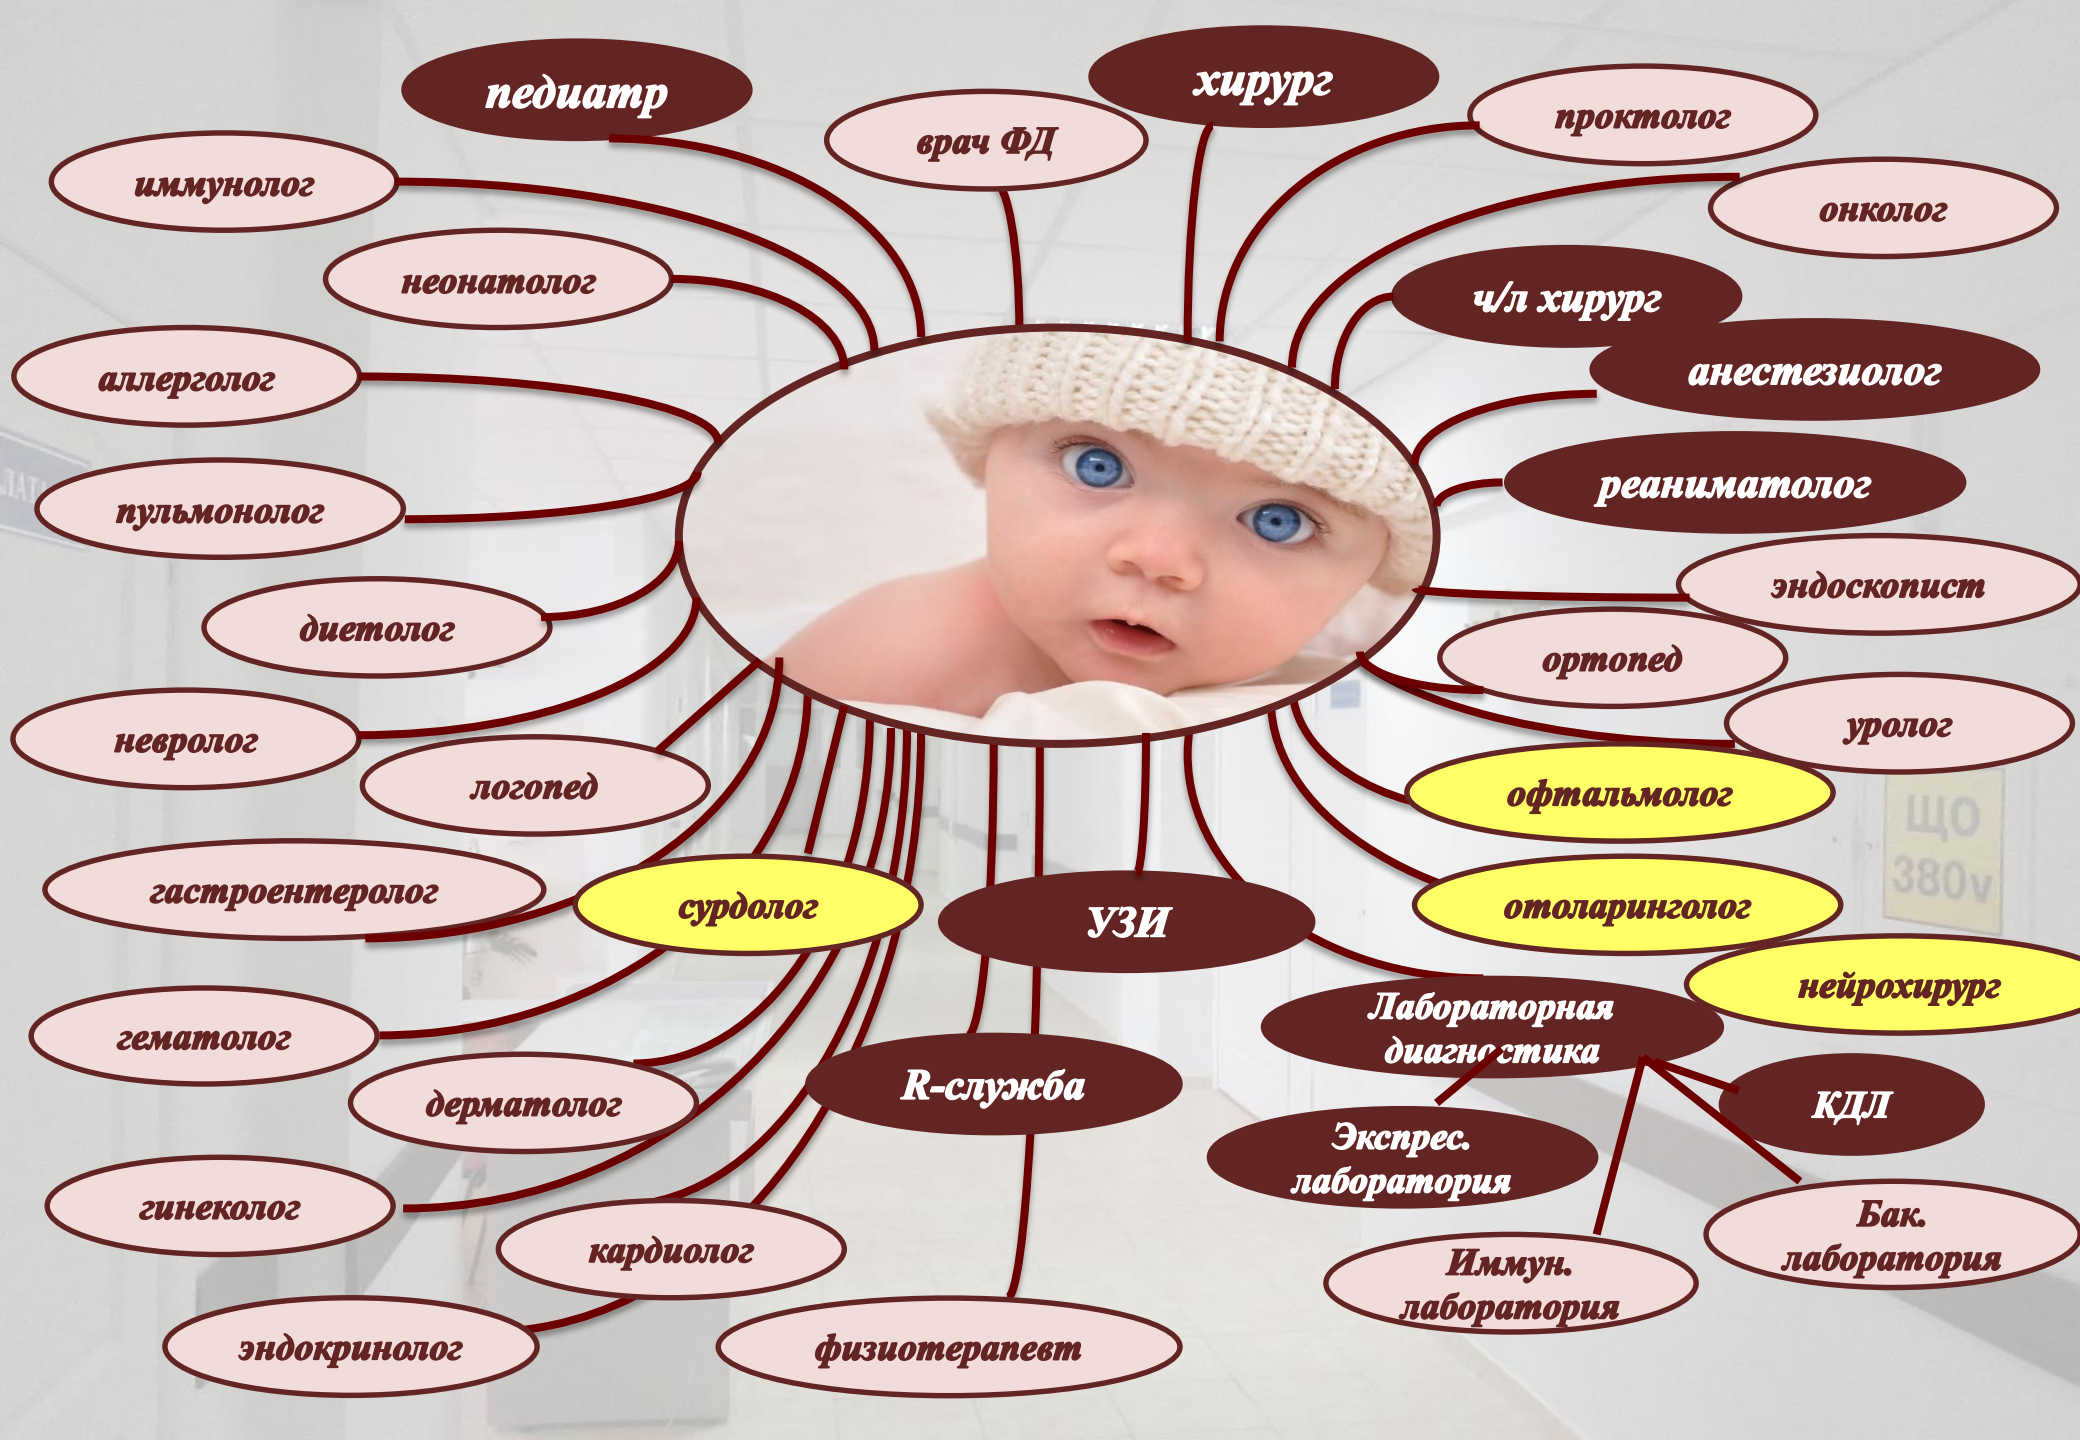 педиатр
хирург
врач ФД
проктолог
иммунолог
онколог
неонатолог
ч/л хирург
аллерголог
анестезиолог
реаниматолог
пульмонолог
эндоскопист
диетолог
ортопед
невролог
уролог
логопед
офтальмолог
гастроентеролог
сурдолог
УЗИ
отоларинголог
ЩО
380v
нейрохирург
Лабораторная
диагностика
гематолог
R-служба
дерматолог
КДЛ
Экспрес.
лаборатория
гинеколог
кардиолог
Бак.
лаборатория
Иммун.
лаборатория
эндокринолог
физиотерапевт